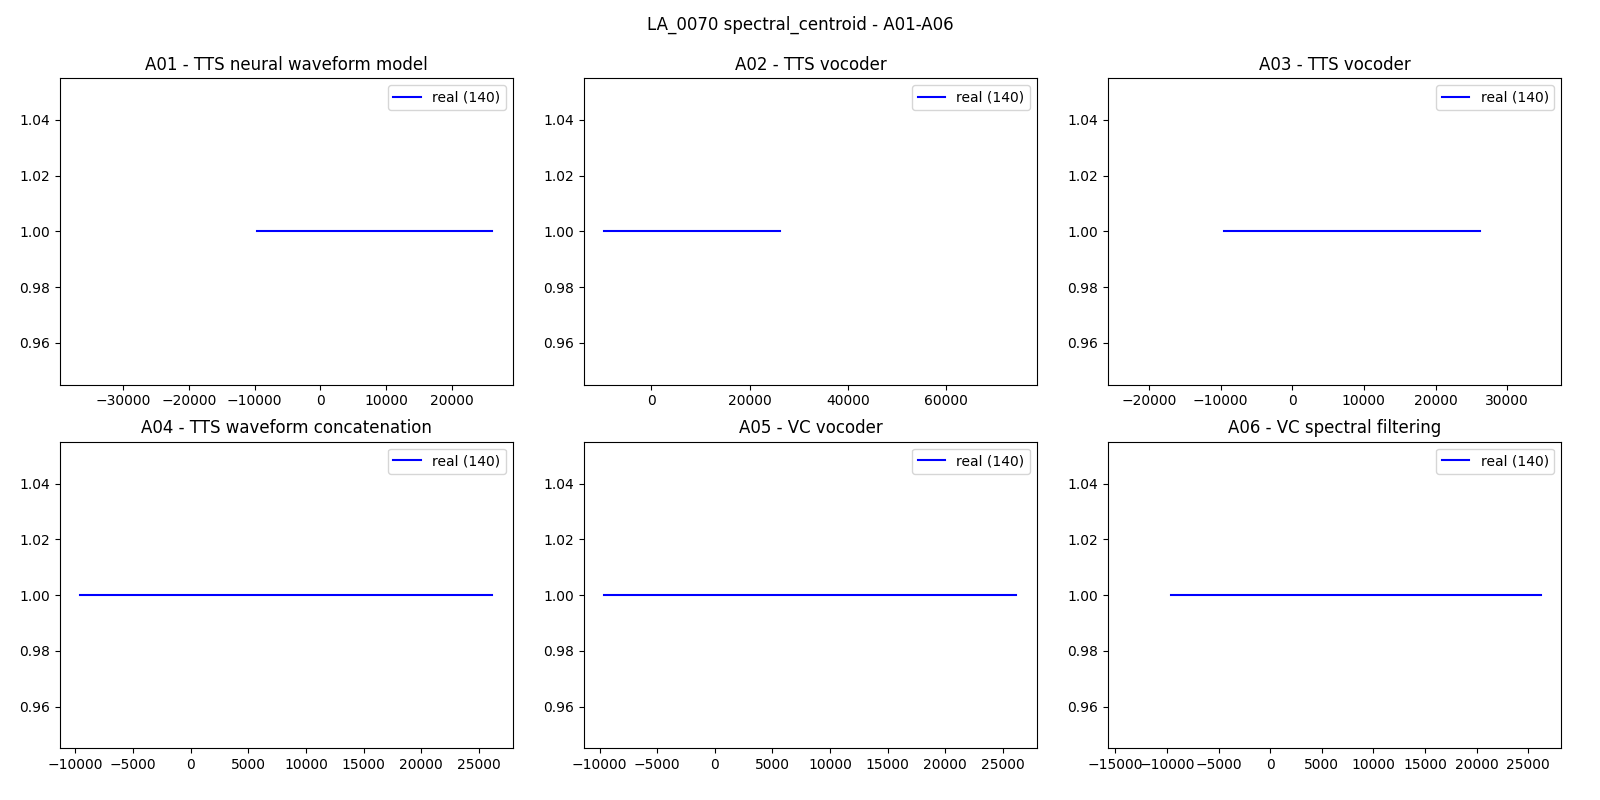 LA_0070 spectral_centroid - A01-A06
A01 - TTS neural waveform model
real (140)
1.04
1.02
1.00
0.98
0.96
−30000 −20000 −10000 0 10000 20000
A02 - TTS vocoder
real (140)
1.04
1.02
1.00
0.98
0.96
0 20000 40000 60000
A03 - TTS vocoder
real (140)
1.04
1.02
1.00
0.98
0.96
−20000 −10000 0 10000 20000 30000
A04 - TTS waveform concatenation
real (140)
1.04
1.02
1.00
0.98
0.96
−10000 −5000 0 5000 10000 15000 20000 25000
A05 - VC vocoder
real (140)
1.04
1.02
1.00
0.98
0.96
−10000 −5000 0 5000 10000 15000 20000 25000
A06 - VC spectral filtering
real (140)
1.04
1.02
1.00
0.98
0.96
−15000 −10000 −5000 0 5000 10000 15000 20000 25000